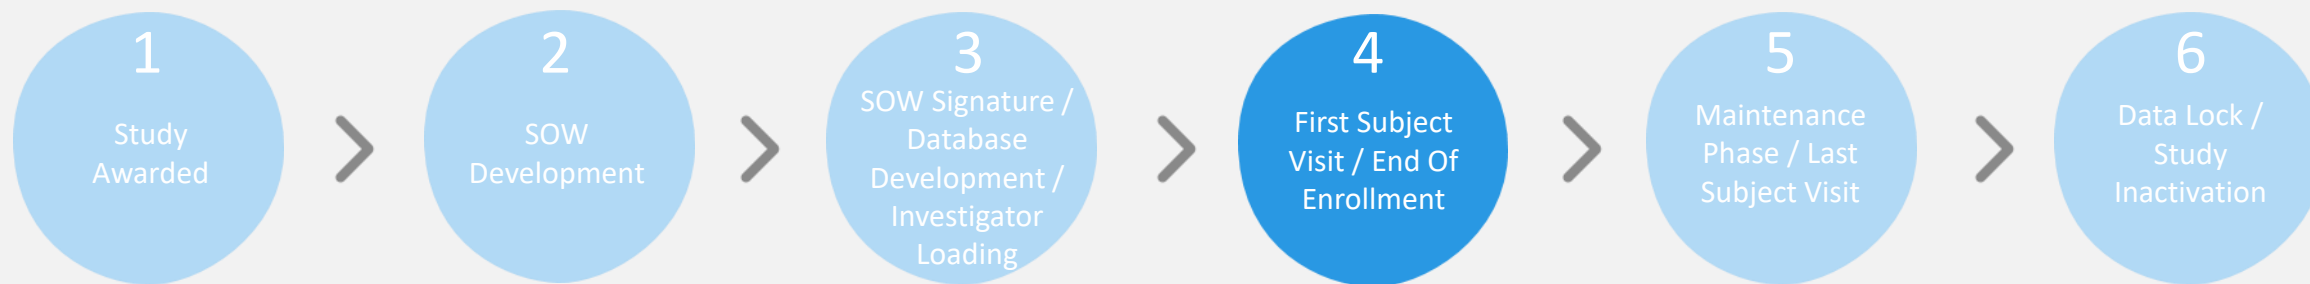 1
Study
Awarded
2
SOW
Development
3
SOW Signature /
Database
Development /
Investigator
Loading
4
First Subject
Visit / End Of
Enrollment
5
Maintenance
Phase / Last
Subject Visit
6
Data Lock /
Study
Inactivation